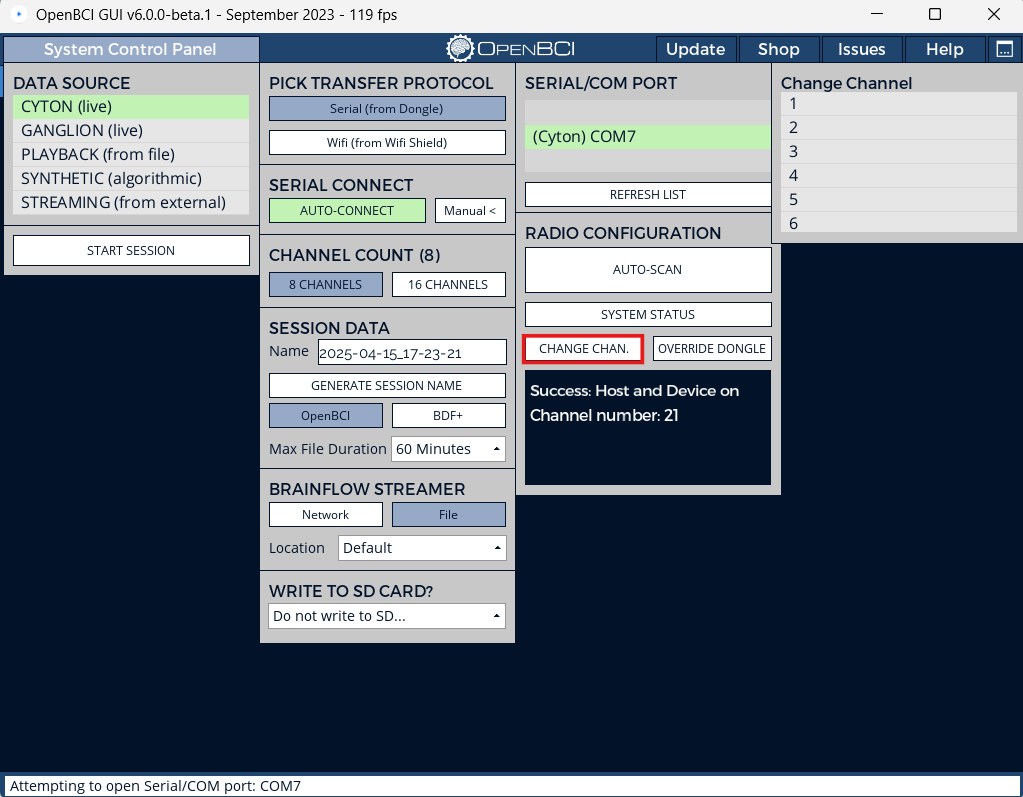 OpenBCI GUI v6.0.0-beta.1 - September 2023 - 119 fps
System Control Panel
OPENBCI
Update
Shop
Issues
Help
DATA SOURCE
CYTON (live)
GANGLION (live)
PLAYBACK (from file)
SYNTHETIC (algorithmic)
STREAMING (from external)
START SESSION
PICK TRANSFER PROTOCOL
Serial (from Dongle)
Wifi (from Wifi Shield)
SERIAL CONNECT
AUTO-CONNECT
Manual <
CHANNEL COUNT (8)
8 CHANNELS
16 CHANNELS
SESSION DATA
Name 2025-04-15_17-23-21
GENERATE SESSION NAME
OpenBCI
BDF+
Max File Duration 60 Minutes
BRAINFLOW STREAMER
Network
File
Location Default
WRITE TO SD CARD?
Do not write to SD...
SERIAL/COM PORT
(Cyton) COM7
REFRESH LIST
RADIO CONFIGURATION
AUTO-SCAN
SYSTEM STATUS
CHANGE CHAN.
OVERRIDE DONGLE
Success: Host and Device on
Channel number: 21
Change Channel
1
2
3
4
5
6
Attempting to open Serial/COM port: COM7